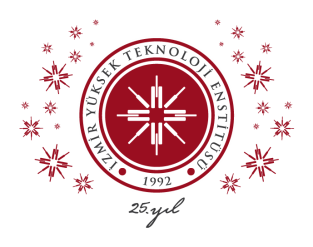 İZMİR YÜKSEK TEKNOLOJİ ENSTİTÜSÜ
1992
25.yıl